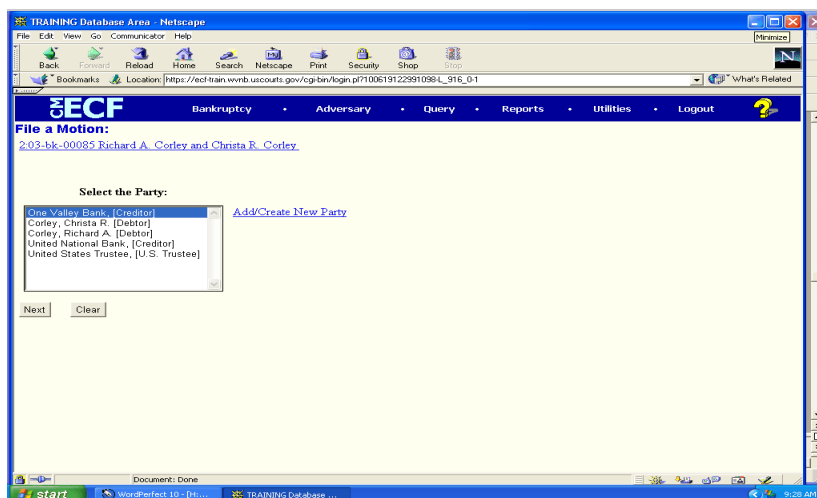 TRAINING Database Area - Netscape
File Edit View Go Communicator Help
Minimize
Back Forward Reload Home Search Netscape Print Security Shop Stop
My
N
Bookmarks Location: https://ecf-train.wvnb.uscourts.gov/cgi-bin/login.pl?100619122991098-L_916_0-1 What's Related
CM ECF Bankruptcy • Adversary • Query • Reports • Utilities • Logout ?
File a Motion:
2:03-bk-00085 Richard A. Corley and Christa R. Corley
Select the Party:
One Valley Bank, [Creditor] Add/Create New Party
Corley, Christa R. [Debtor]
Corley, Richard A. [Debtor]
United National Bank, [Creditor]
United States Trustee, [U.S. Trustee]
Next Clear
Document: Done
start WordPerfect 10 - [H:... TRAINING Database ... 9:28 AM